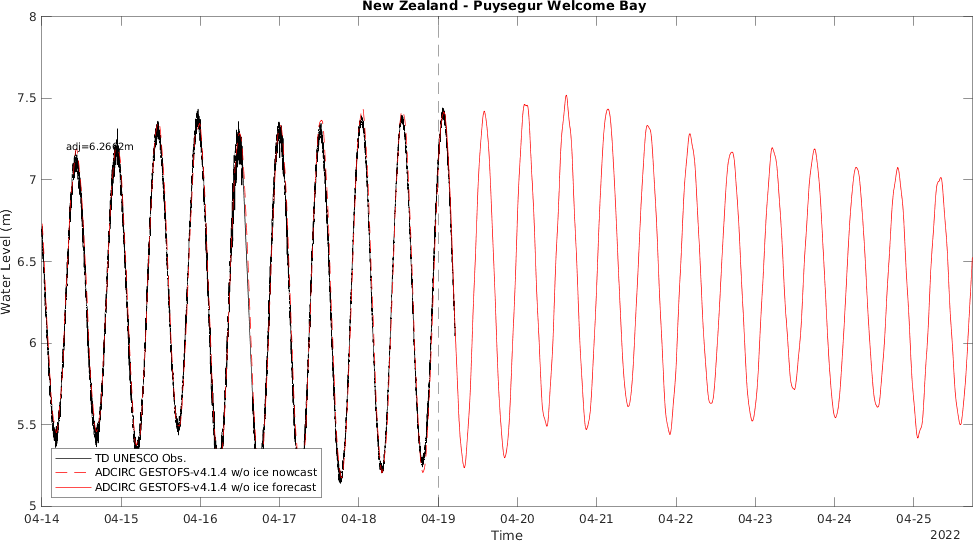 New Zealand - Puysegur Welcome Bay
8
7.5
7
6.5
6
5.5
5
Water Level (m)
adj=6.2662m
TD UNESCO Obs.
ADCIRC GESTOFS-v4.1.4 w/o ice nowcast
ADCIRC GESTOFS-v4.1.4 w/o ice forecast
04-14 04-15 04-16 04-17 04-18 04-19 04-20 04-21 04-22 04-23 04-24 04-25
Time
2022